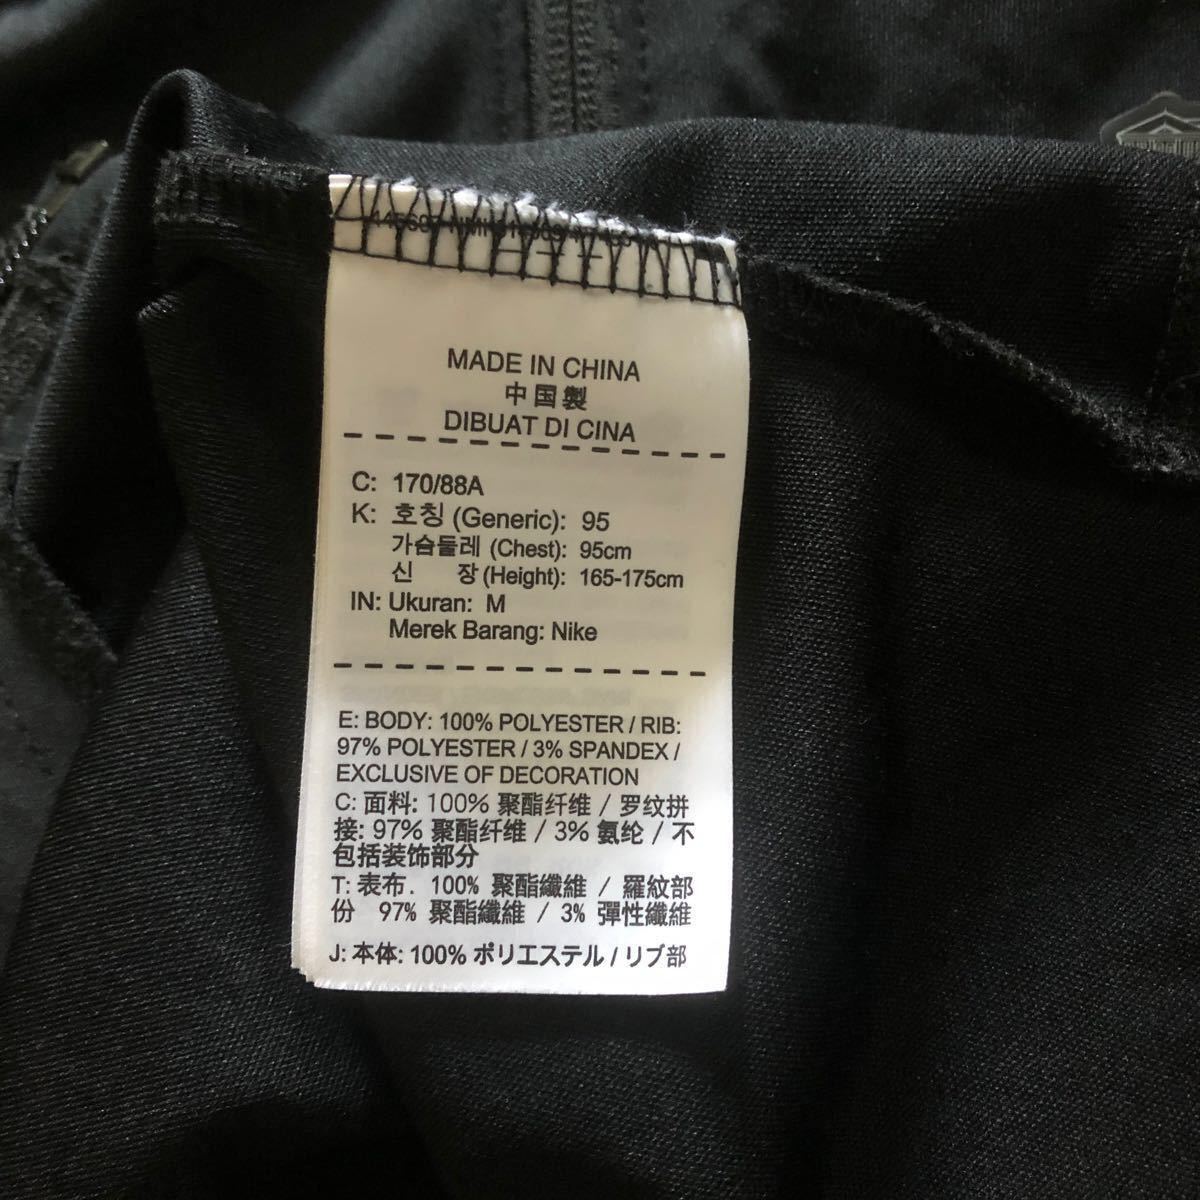 MADE IN CHINA
中国製
DIBUAT DI CINA
C: 170/88A
K: 호칭 (Generic): 95
가슴둘레 (Chest): 95cm
신 장 (Height): 165-175cm
IN: Ukuran: M
Merek Barang: Nike
E: BODY: 100% POLYESTER / RIB:
97% POLYESTER / 3% SPANDEX /
EXCLUSIVE OF DECORATION
C: 面料: 100% 聚酯纤维 / 罗纹拼
接: 97% 聚酯纤维 / 3% 氨纶 / 不
包括装饰部分
T: 表布. 100% 聚酯纖維 / 羅紋部
份 97% 聚酯纖維 / 3% 彈性纖維
J: 本体: 100% ポリエステル / リブ部